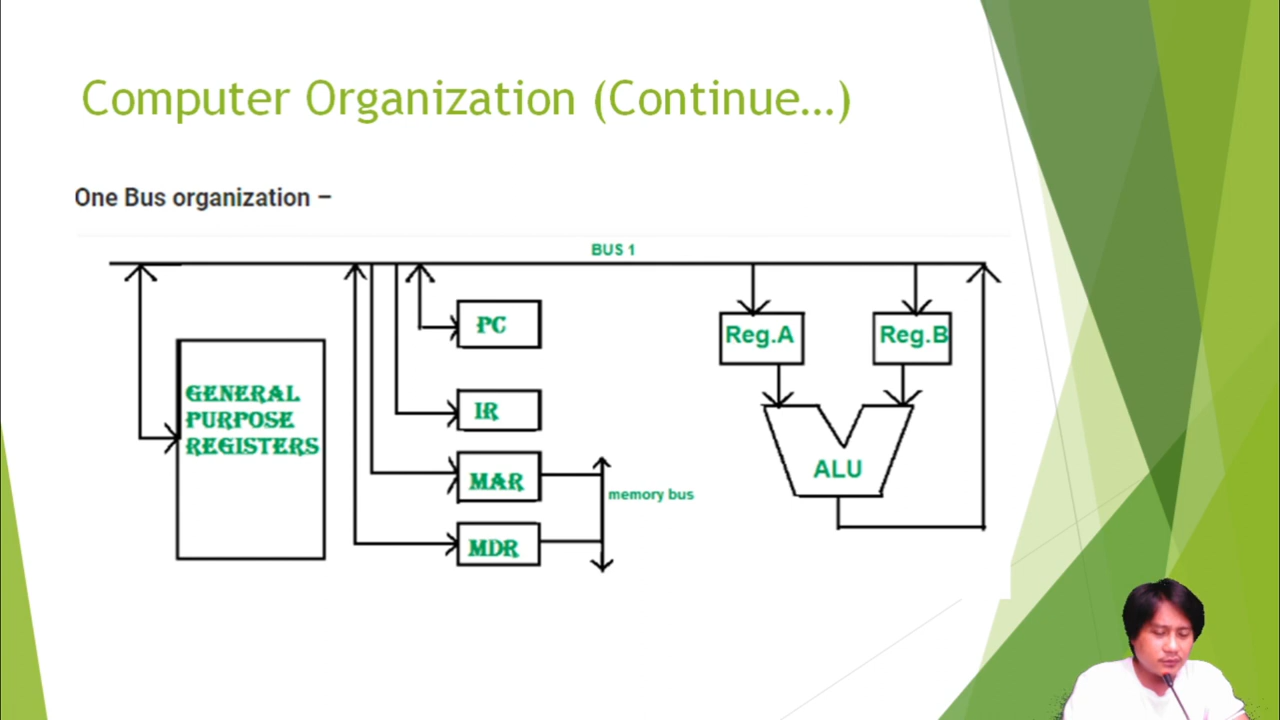 Computer Organization (Continue...)
One Bus organization –
BUS 1
PC
Reg.A
Reg.B
GENERAL
PURPOSE
REGISTERS
IR
MAR
ALU
memory bus
MDR